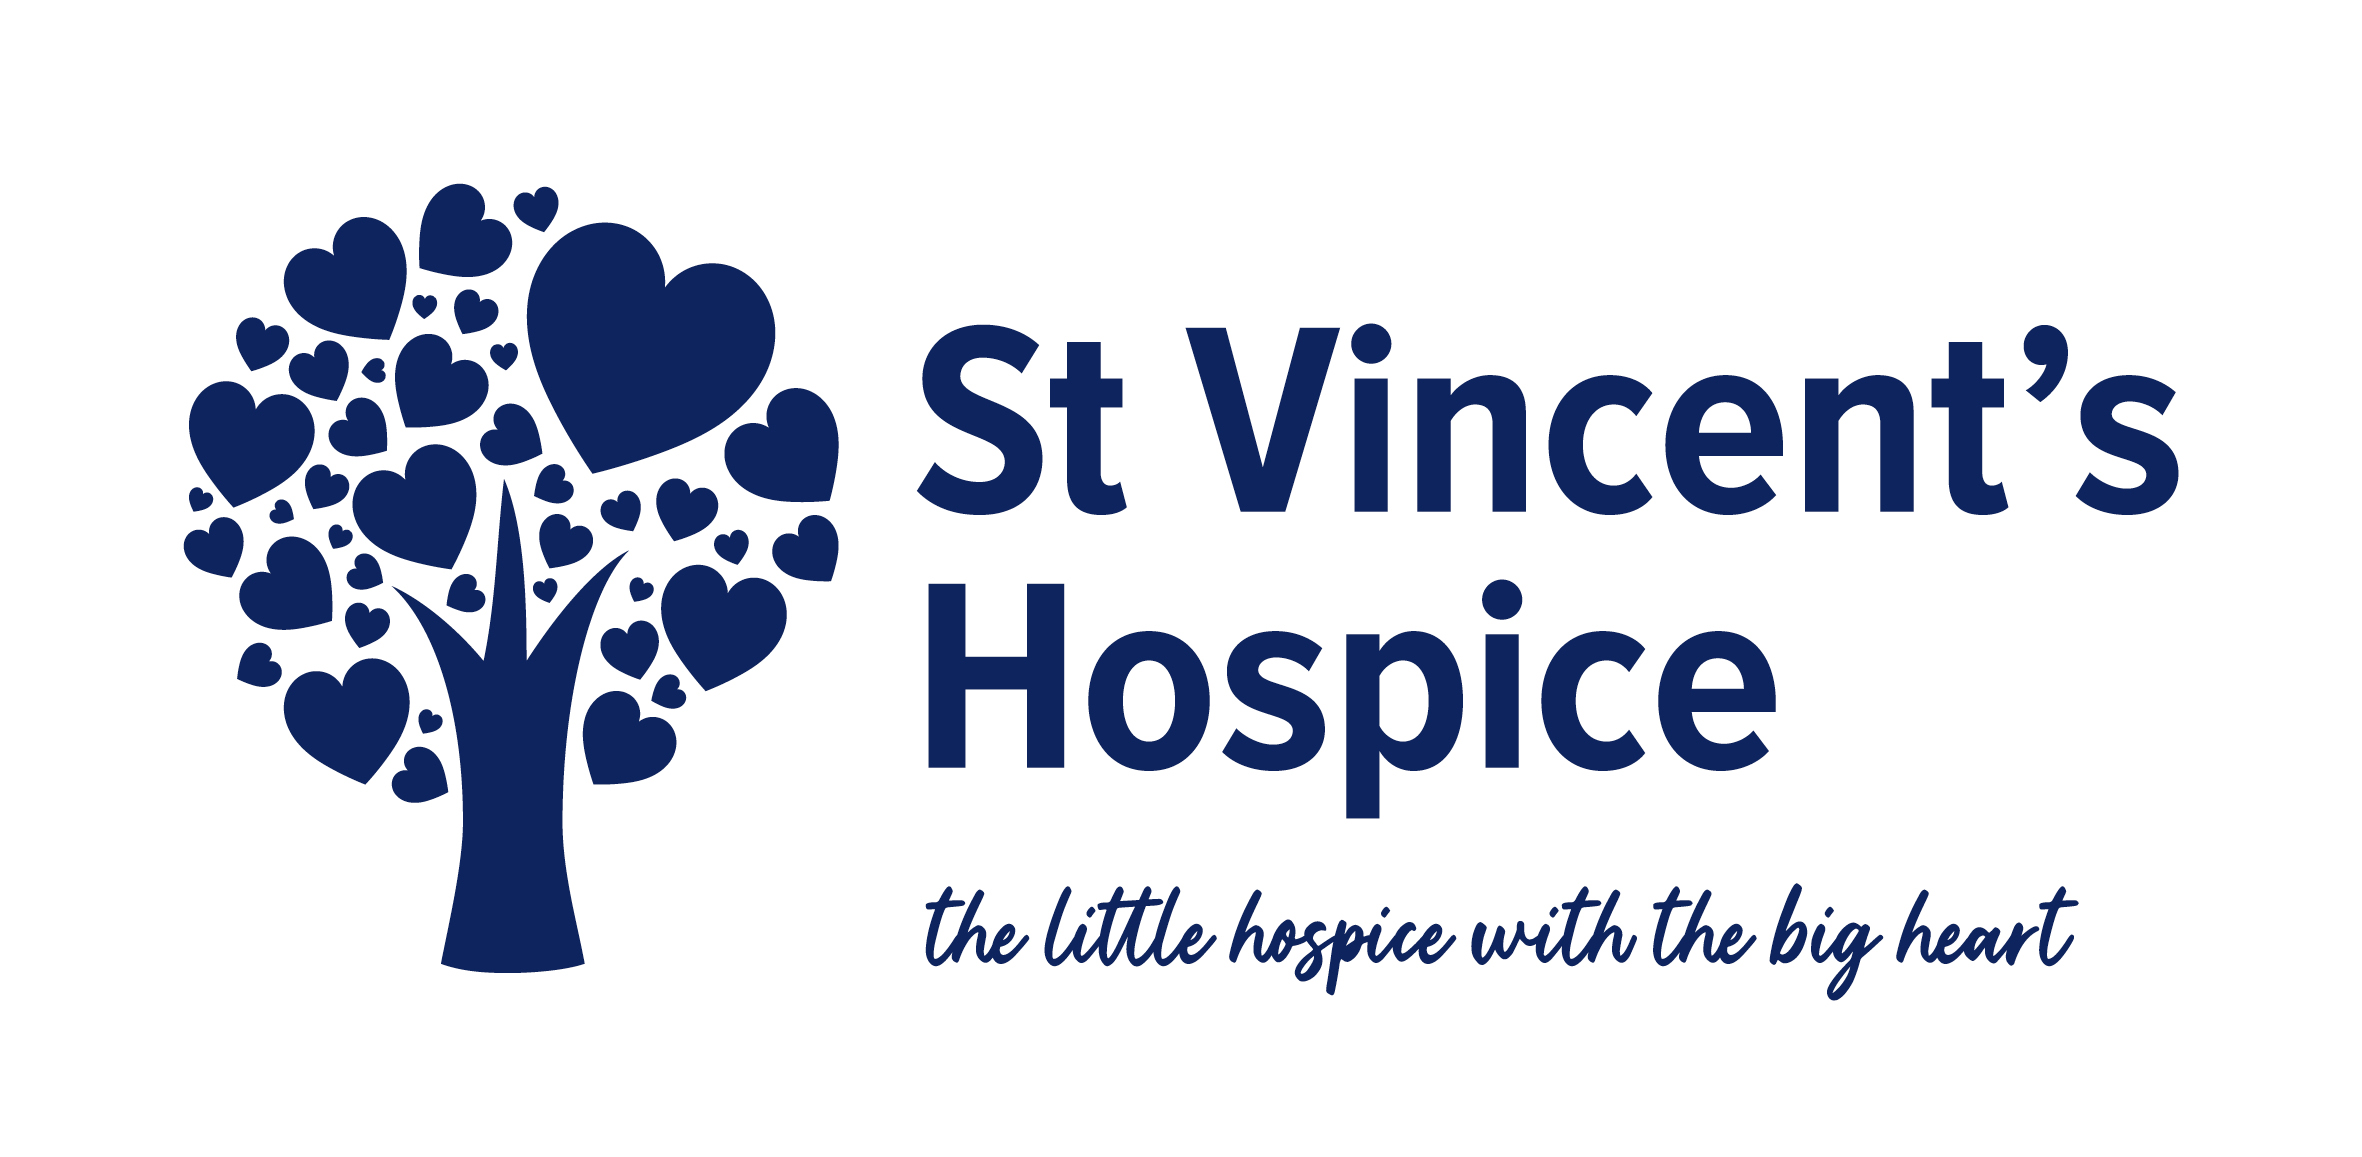 St Vincent’s
Hospice
the little hospice with the big heart